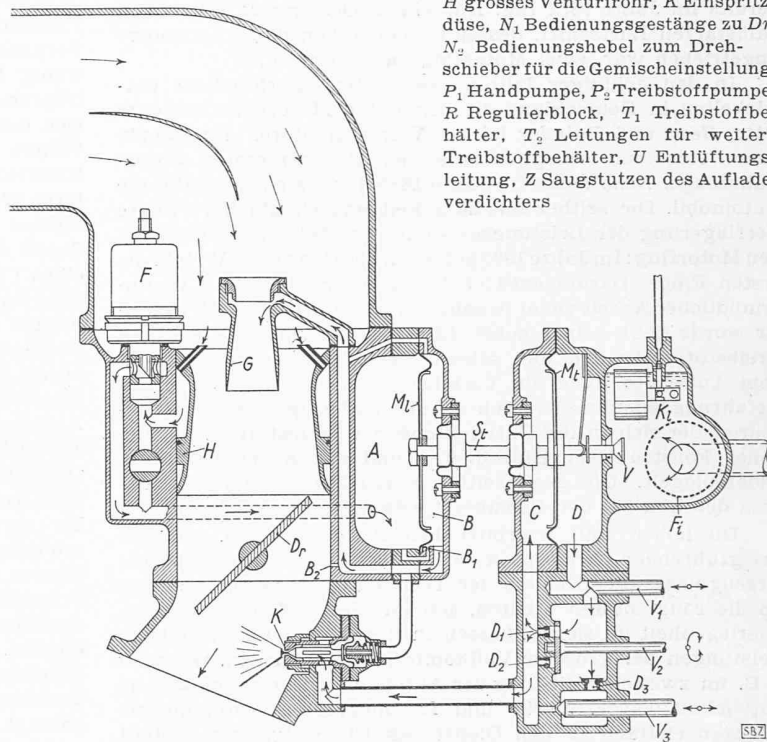 H grosses Venturirohr, K Einspritz
düse, N₁ Bedienungsgestänge zu Dr
N₂ Bedienungshebel zum Dreh-
schieber für die Gemischeinstellung
P₁ Handpumpe, P₂ Treibstoffpumpe
R Regulierblock, T₁ Treibstoffbe
hälter, T₂ Leitungen für weiter
Treibstoffbehälter, U Entlüftungs
leitung, Z Saugstutzen des Auflade
verdichters
F
G
Ml
Mt
Kl
H
A
St
V
B
C
D
Fi
Dr
B₂
B₁
V₁
K
D₁
D₂
V₂
D₃
V₃
SBZ